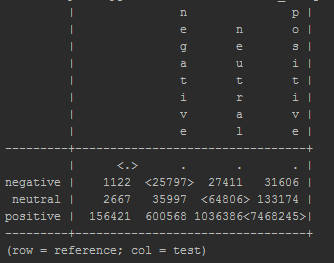 |       n       p |
|       e       o |
|       g   n   s |
|       a   e   i |
|       t   u   t |
|       i   t   i |
|       v   r   v |
|       e   a   e |
|           l     |
---------+--------------------------------+
| <.> . . . |
negative | 1122 <25797> 27411 31606 |
neutral | 2667 35997 <64806> 133174 |
positive | 156421 600568 1036386<7468245>|
---------+--------------------------------+
(row = reference; col = test)